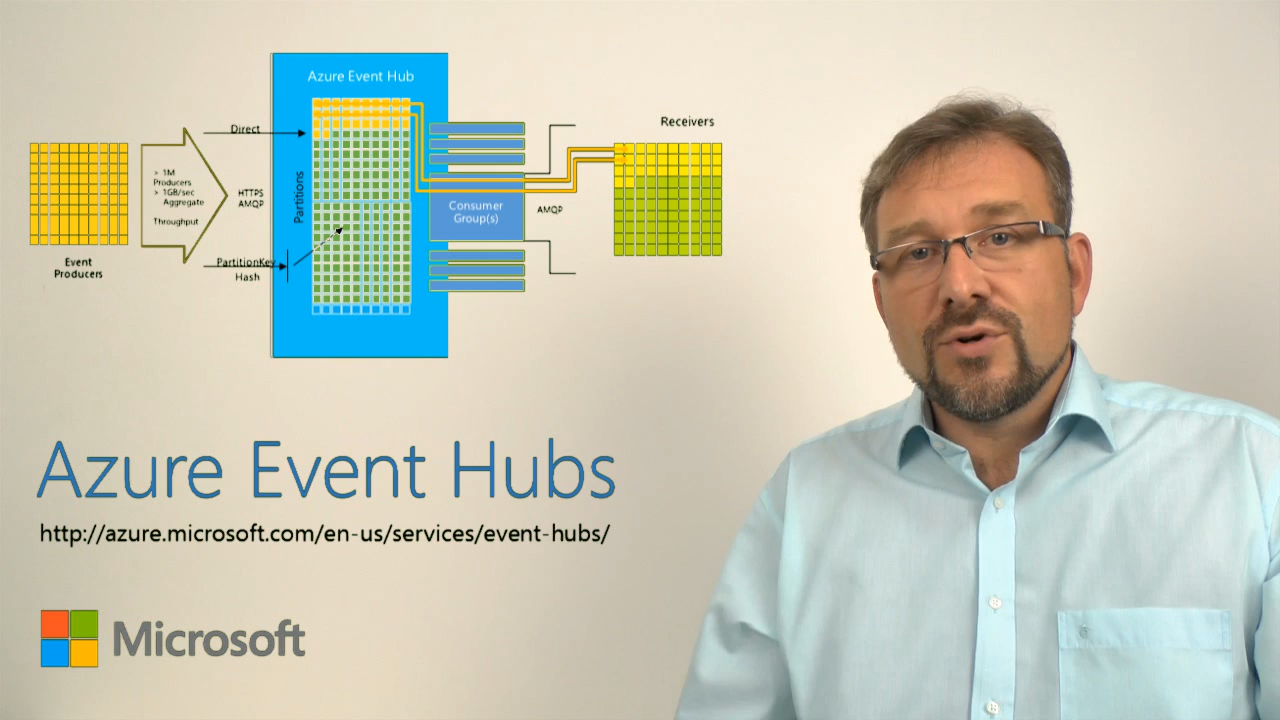 Azure Event Hub
Direct
Receivers
> 1M
Producers
> 1GB/sec
Aggregate
Throughput
HTTPS
AMQP
Partitions
Consumer
Group(s)
AMQP
PartitionKey
Hash
Event
Producers
Azure Event Hubs
http://azure.microsoft.com/en-us/services/event-hubs/
Microsoft